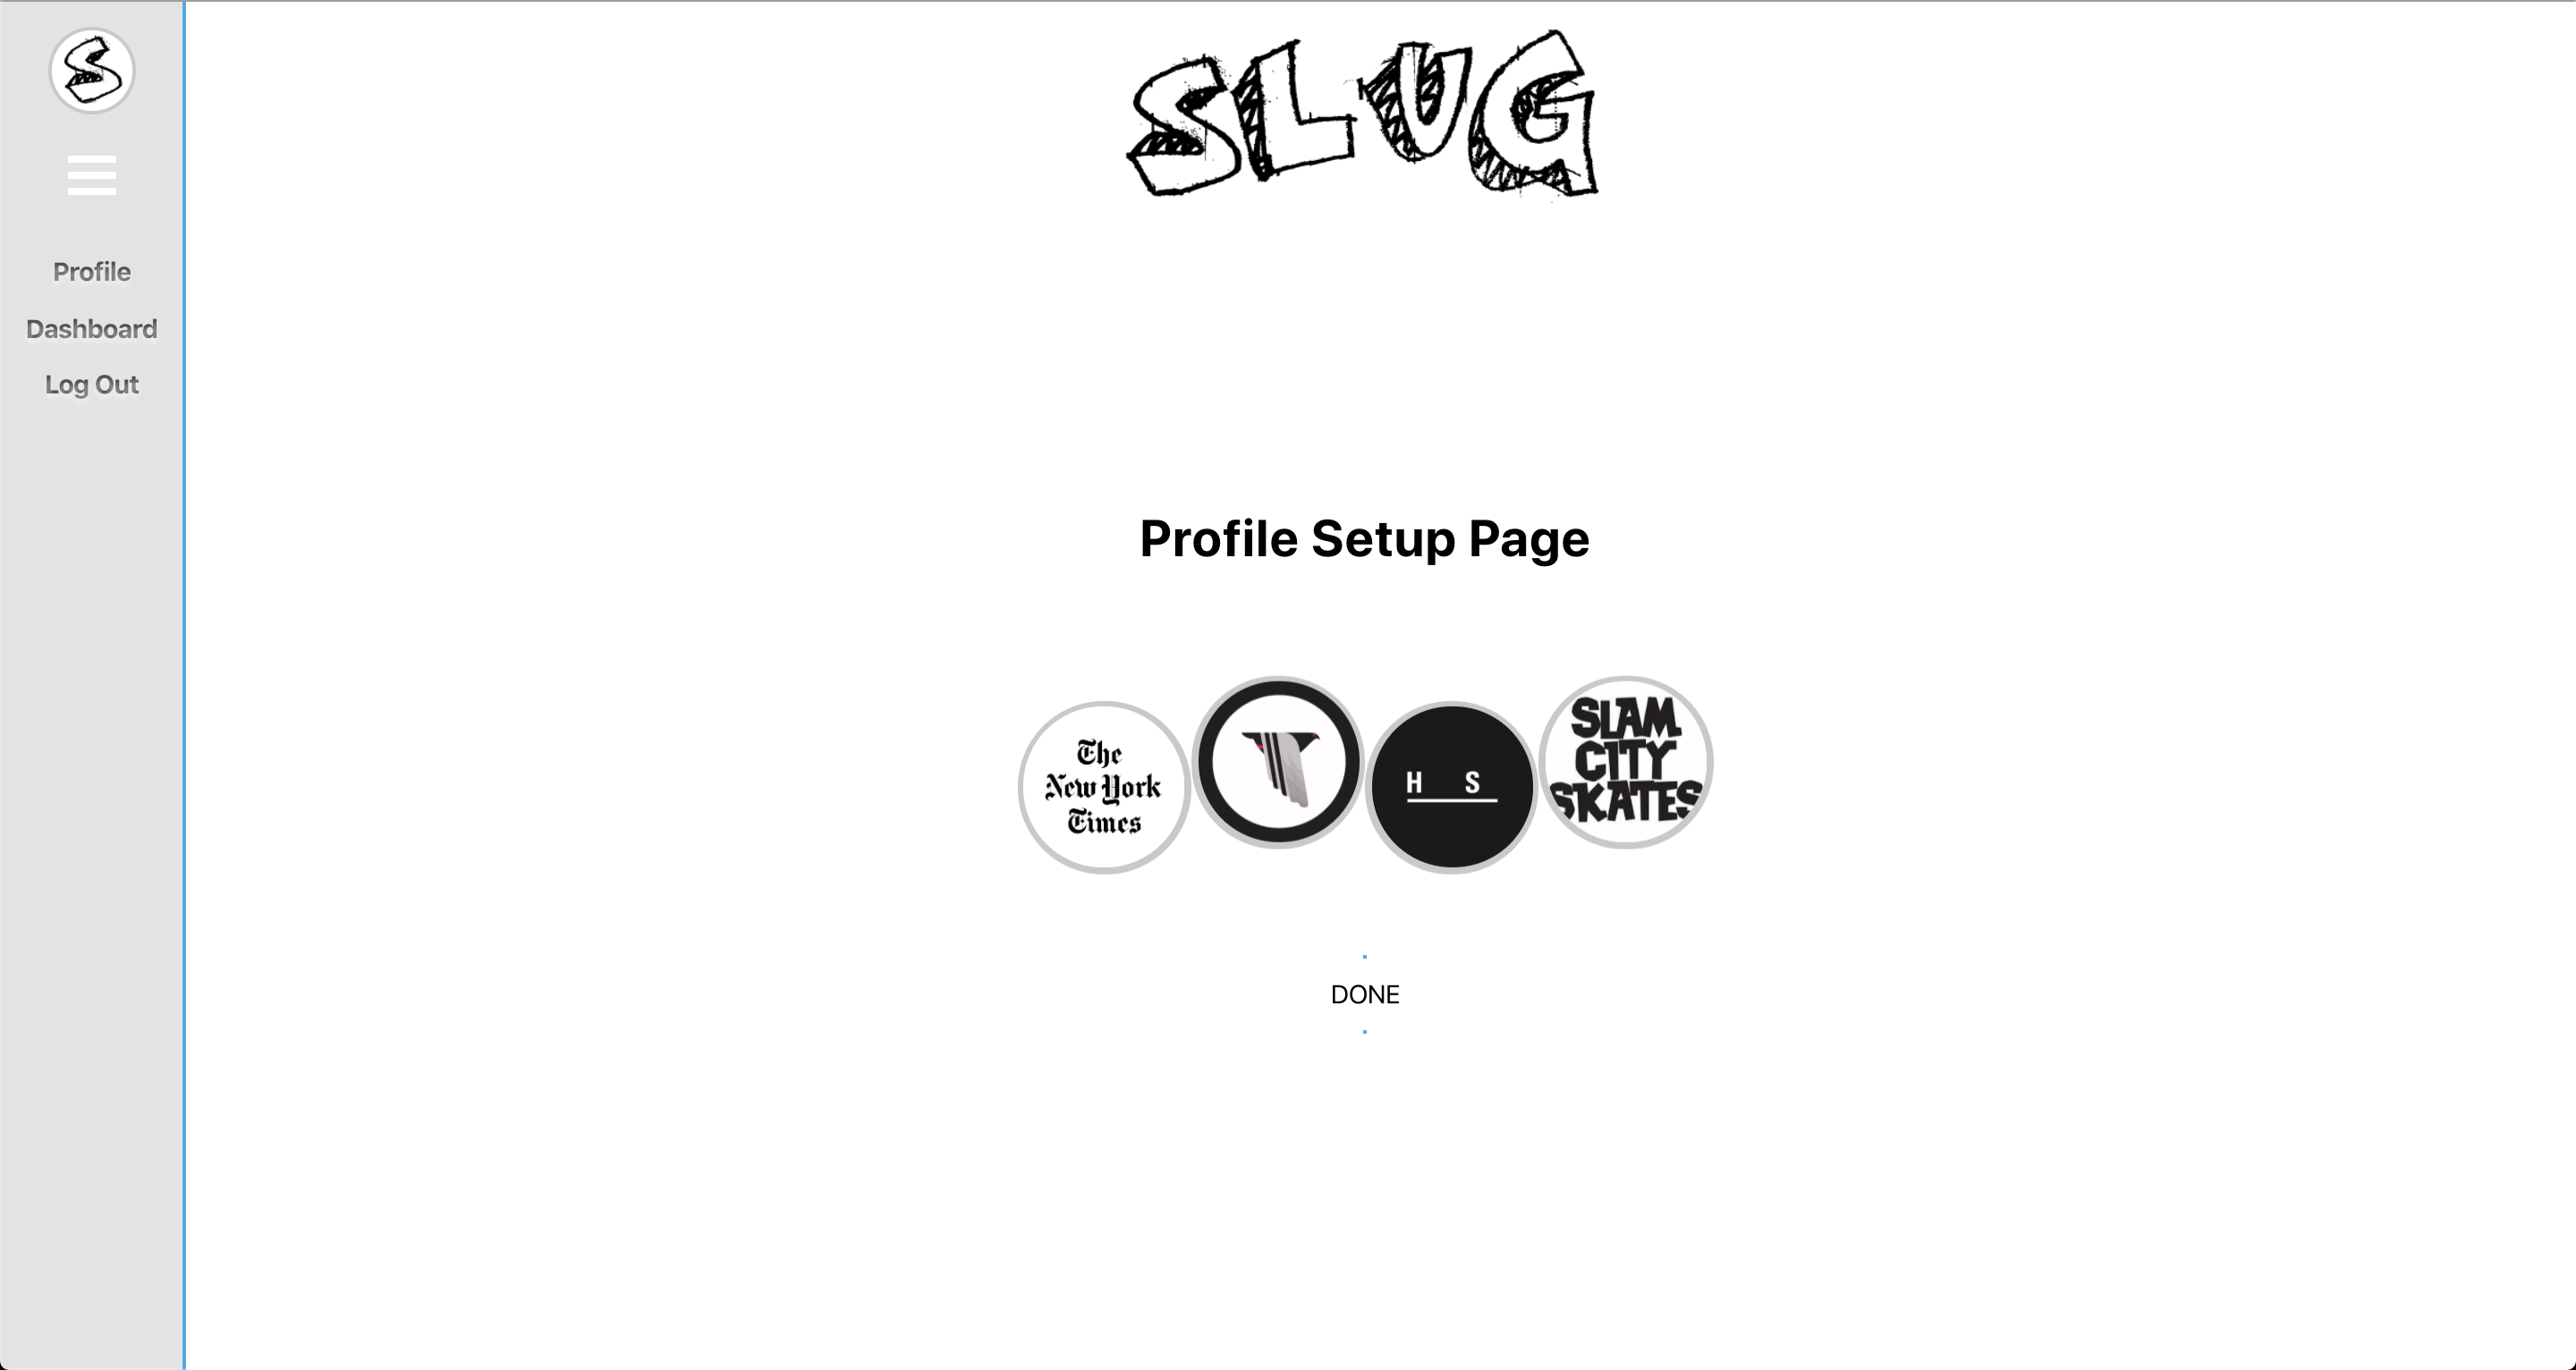 S
SLUG
Profile
Dashboard
Log Out
Profile Setup Page
The
New York
Times
T
H S
SLAM
CITY
SKATES
DONE